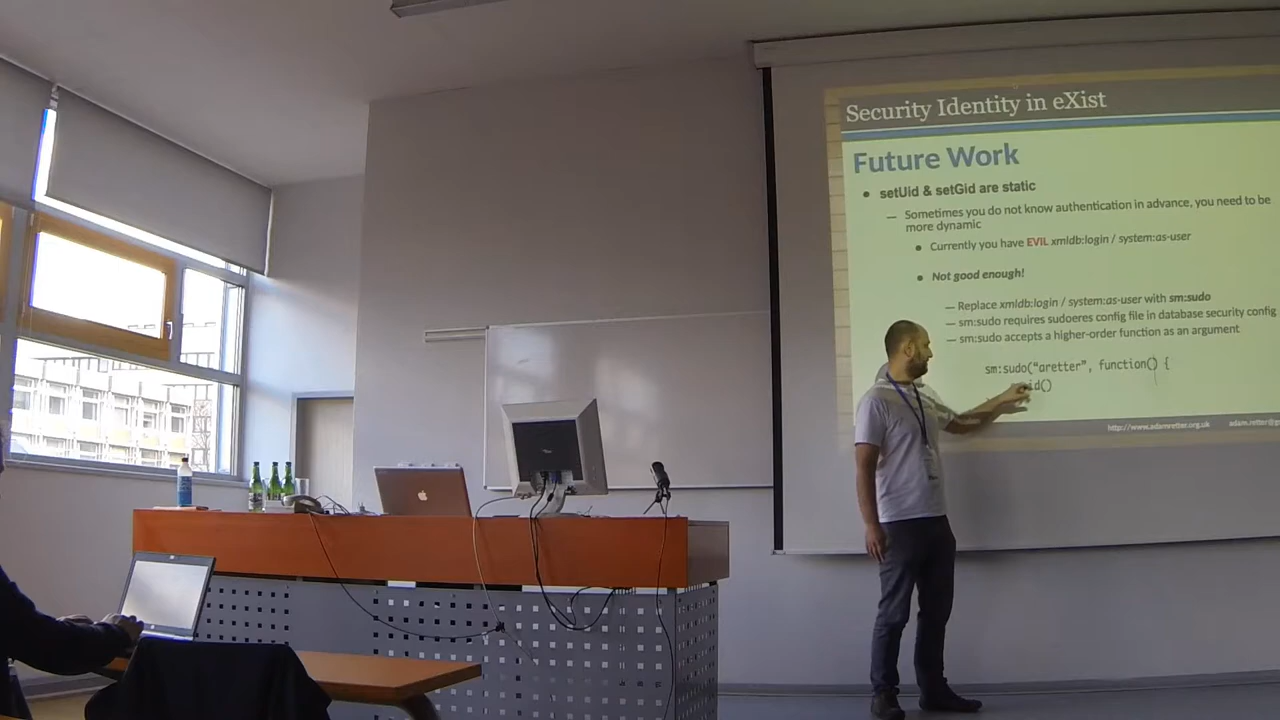 Security Identity in eXist
Future Work
• setUid & setGid are static
— Sometimes you do not know authentication in advance, you need to be
more dynamic
• Currently you have EVIL xmldb:login / system:as-user
• Not good enough!
— Replace xmldb:login / system:as-user with sm:sudo
— sm:sudo requires sudoeres config file in database security config
— sm:sudo accepts a higher-order function as an argument
sm:sudo("aretter", function() {
http://www.adamretter.org.uk